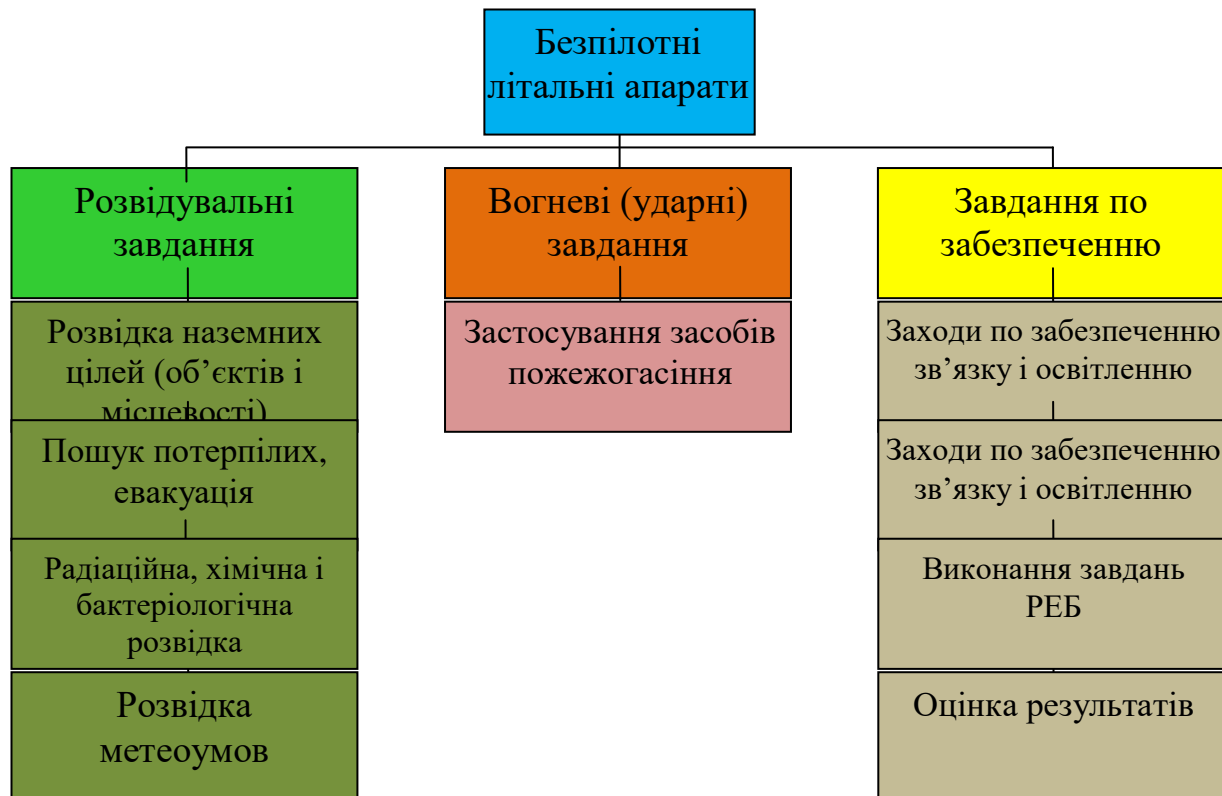 Безпілотні
літальні апарати
Розвідувальні
завдання
Вогневі (ударні)
завдання
Завдання по
забезпеченню
Розвідка наземних
цілей (об’єктів і
місцевості)
Застосування засобів
пожежогасіння
Заходи по забезпеченню
зв’язку і освітленню
Пошук потерпілих,
евакуація
Заходи по забезпеченню
зв’язку і освітленню
Радіаційна, хімічна і
бактеріологічна
розвідка
Виконання завдань
РЕБ
Розвідка
метеоумов
Оцінка результатів